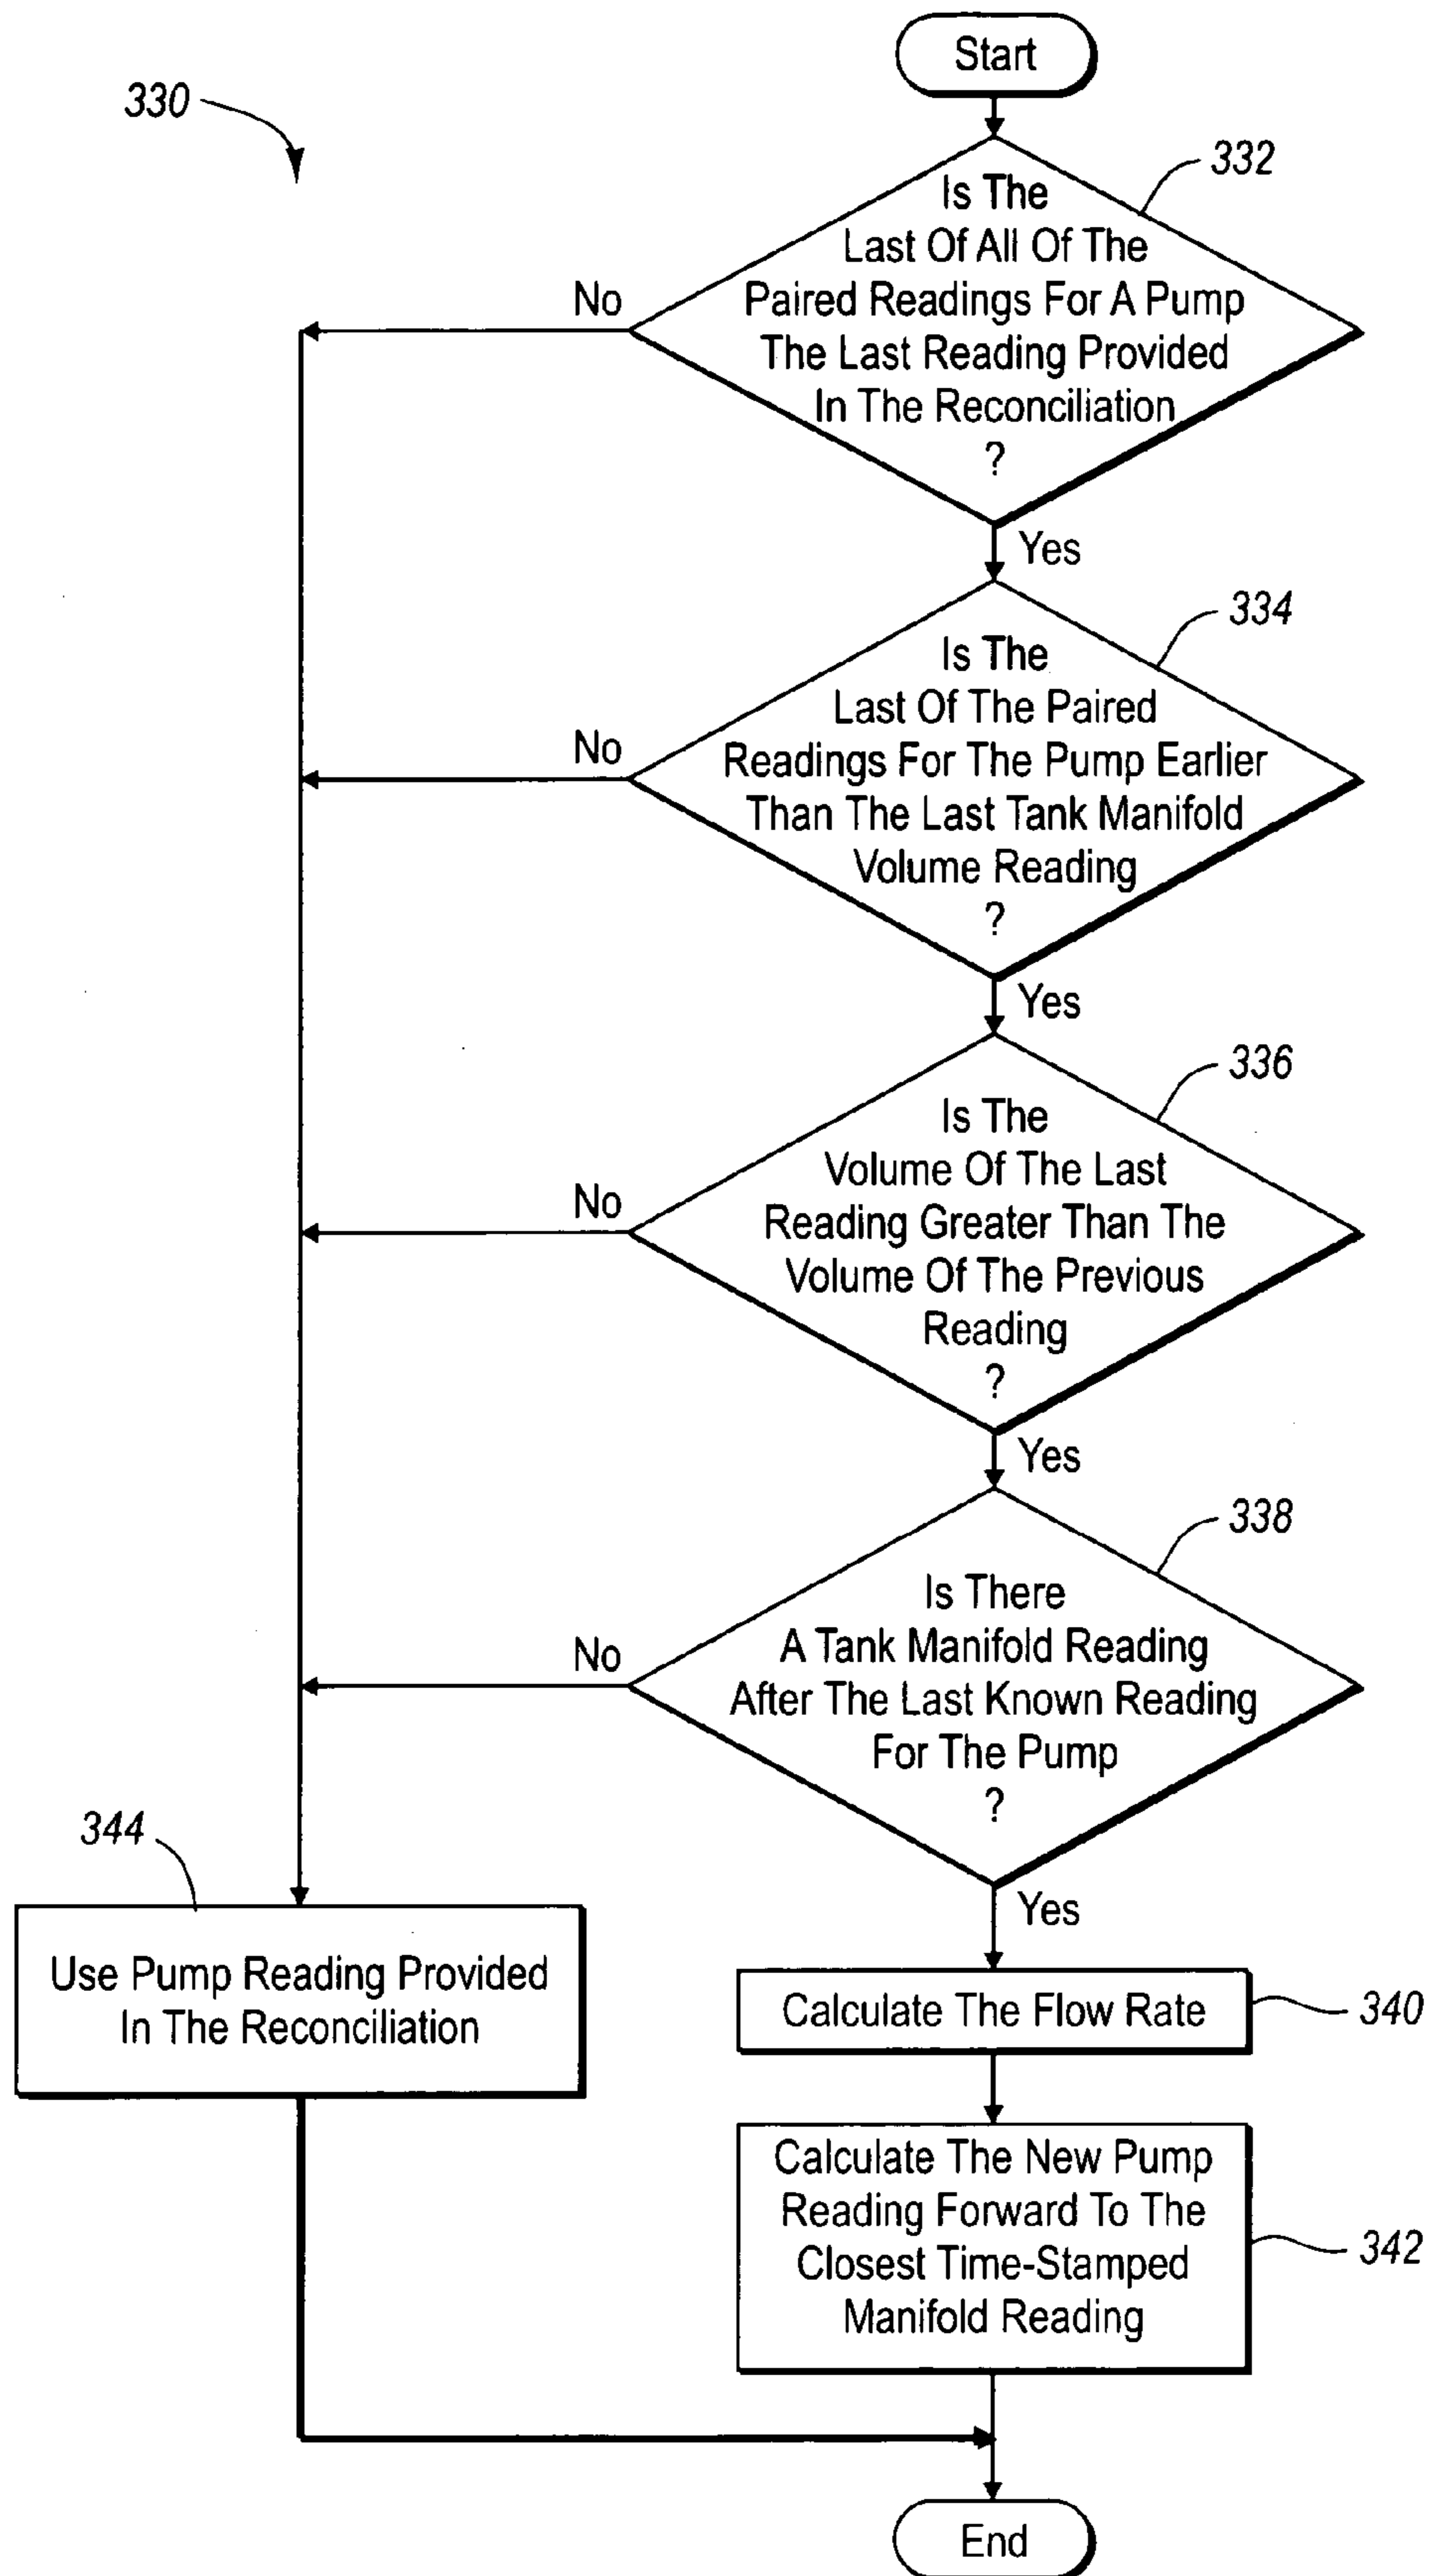 Start
330
332
Is The
Last Of All Of The
Paired Readings For A Pump
The Last Reading Provided
In The Reconciliation
?
No
Yes
334
Is The
Last Of The Paired
Readings For The Pump Earlier
Than The Last Tank Manifold
Volume Reading
?
No
Yes
336
Is The
Volume Of The Last
Reading Greater Than The
Volume Of The Previous
Reading
?
No
Yes
338
Is There
A Tank Manifold Reading
After The Last Known Reading
For The Pump
?
No
Yes
344
Use Pump Reading Provided
In The Reconciliation
Calculate The Flow Rate
340
Calculate The New Pump
Reading Forward To The
Closest Time-Stamped
Manifold Reading
342
End